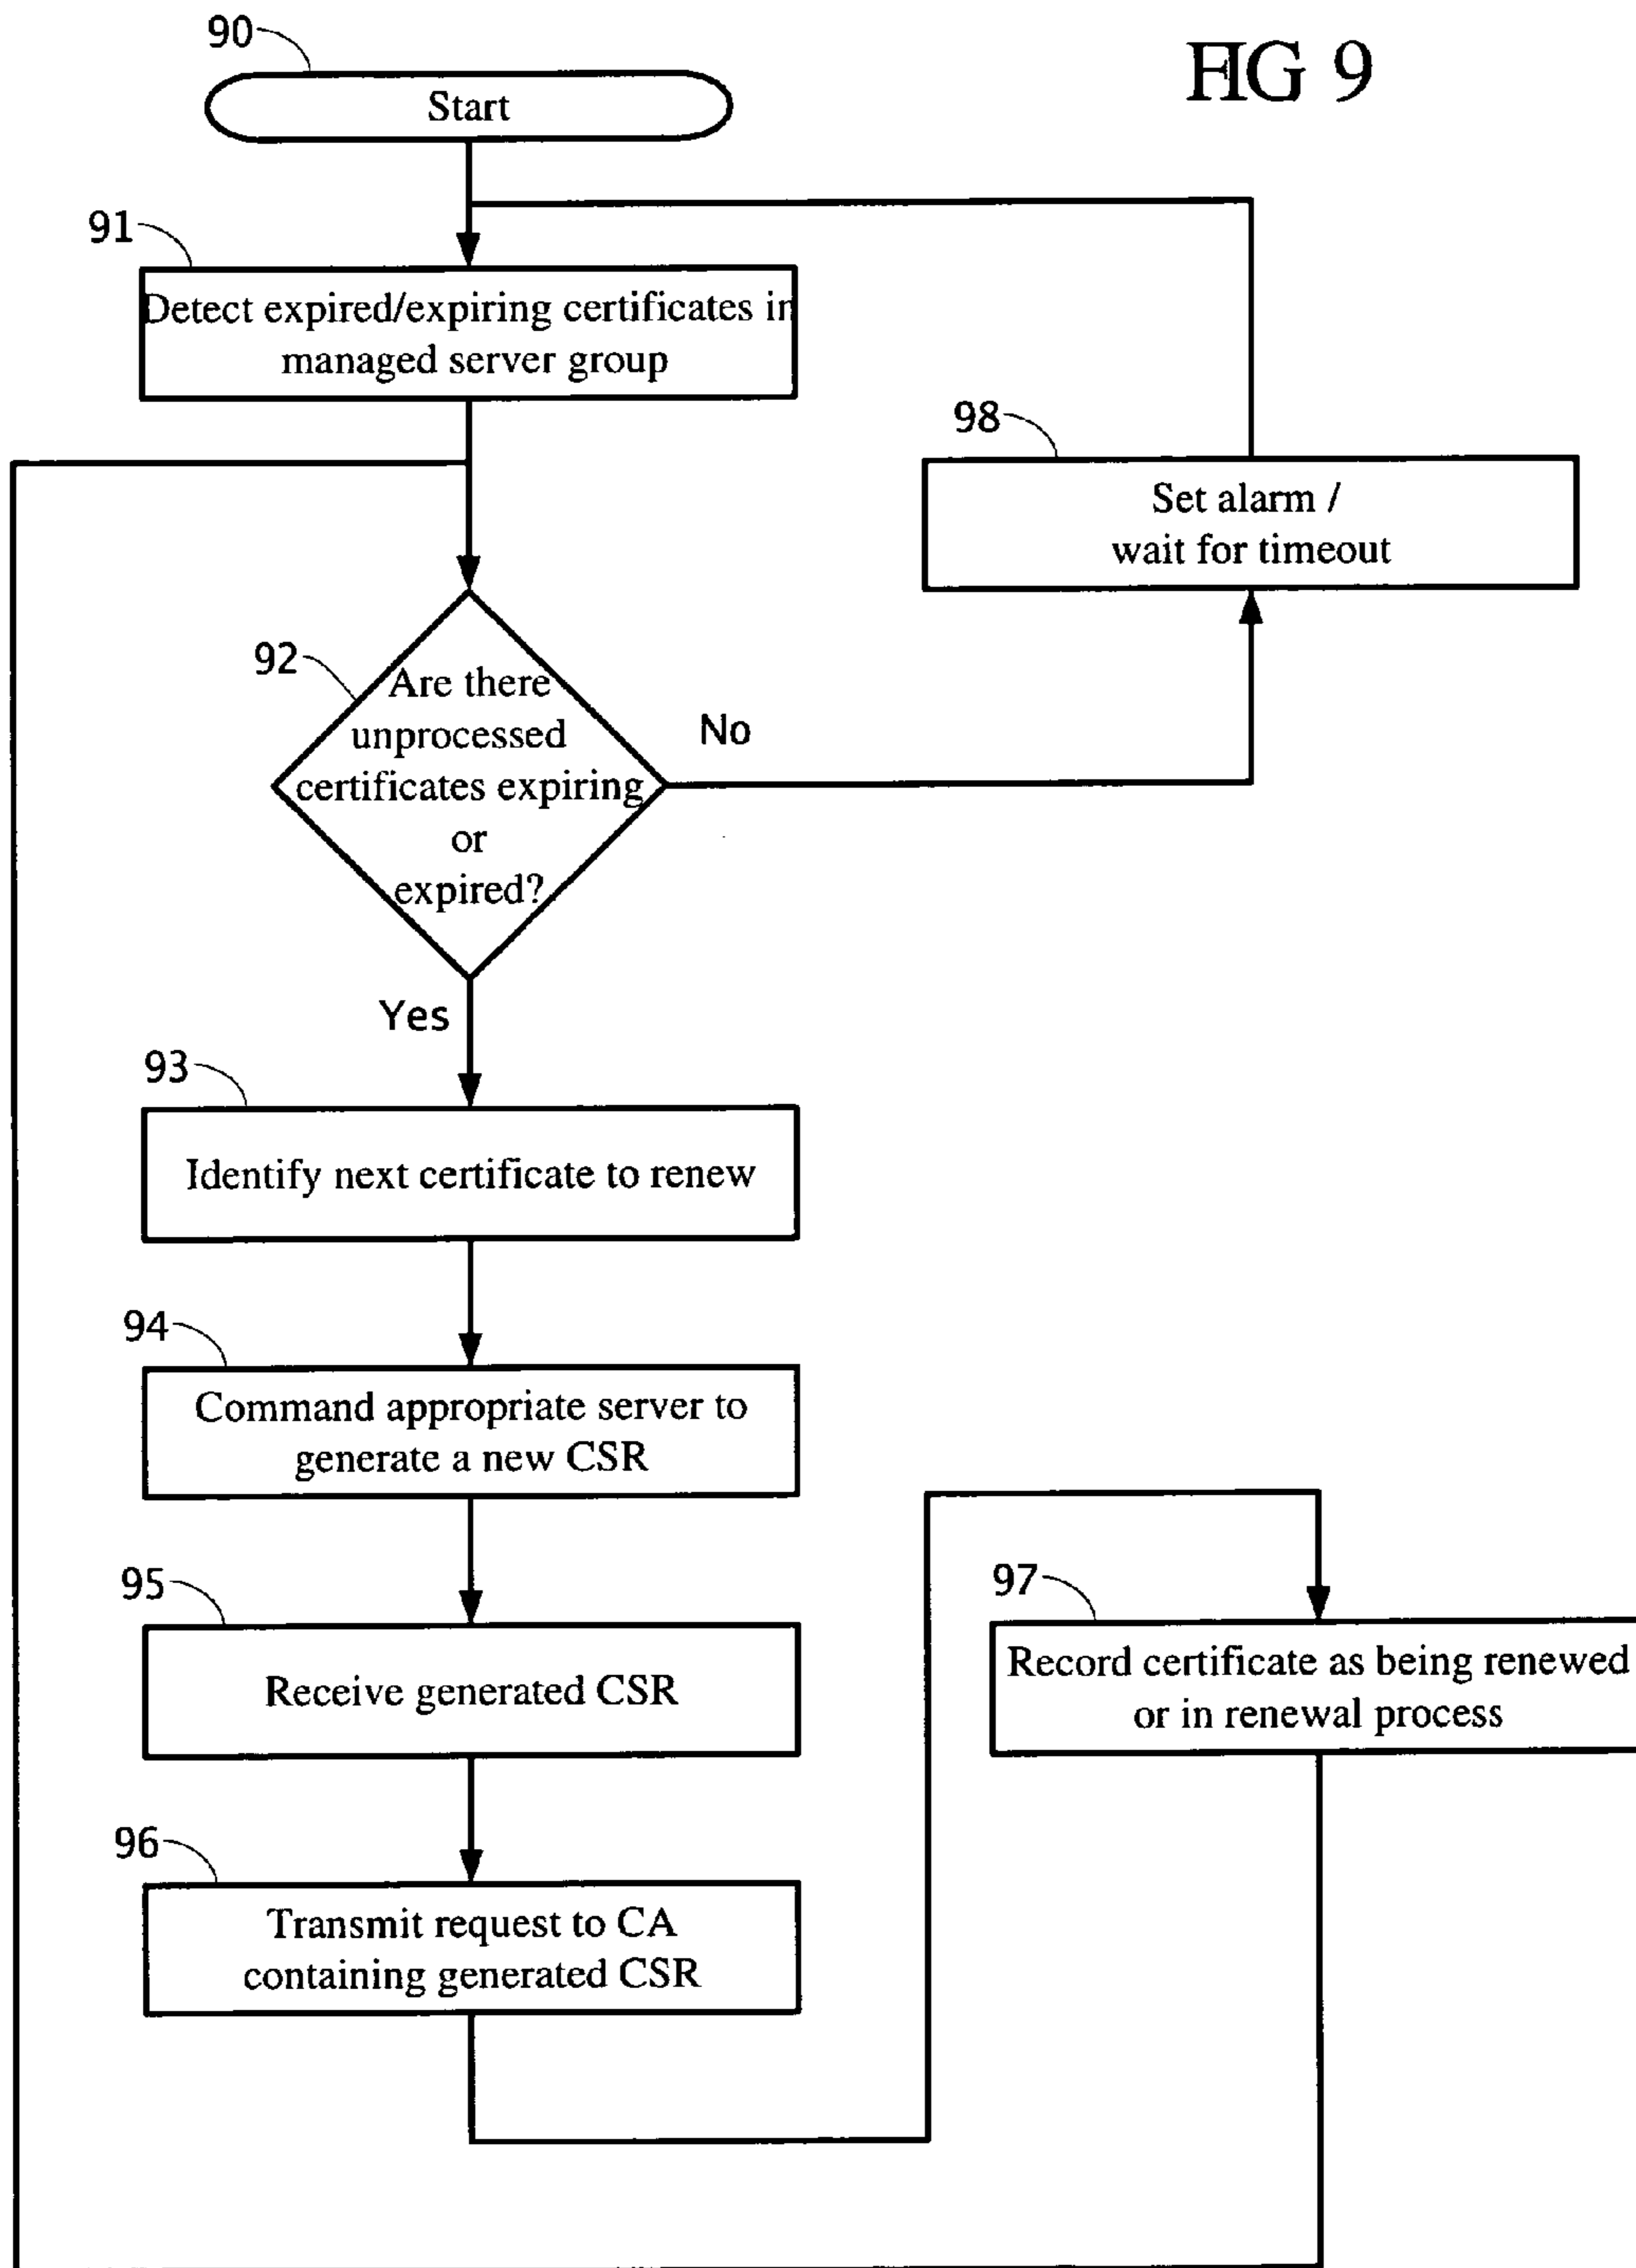 90
FIG 9
Start
91
Detect expired/expiring certificates in
managed server group
98
Set alarm /
wait for timeout
92
Are there
unprocessed
certificates expiring
or
expired?
No
Yes
93
Identify next certificate to renew
94
Command appropriate server to
generate a new CSR
95
Receive generated CSR
97
Record certificate as being renewed
or in renewal process
96
Transmit request to CA
containing generated CSR